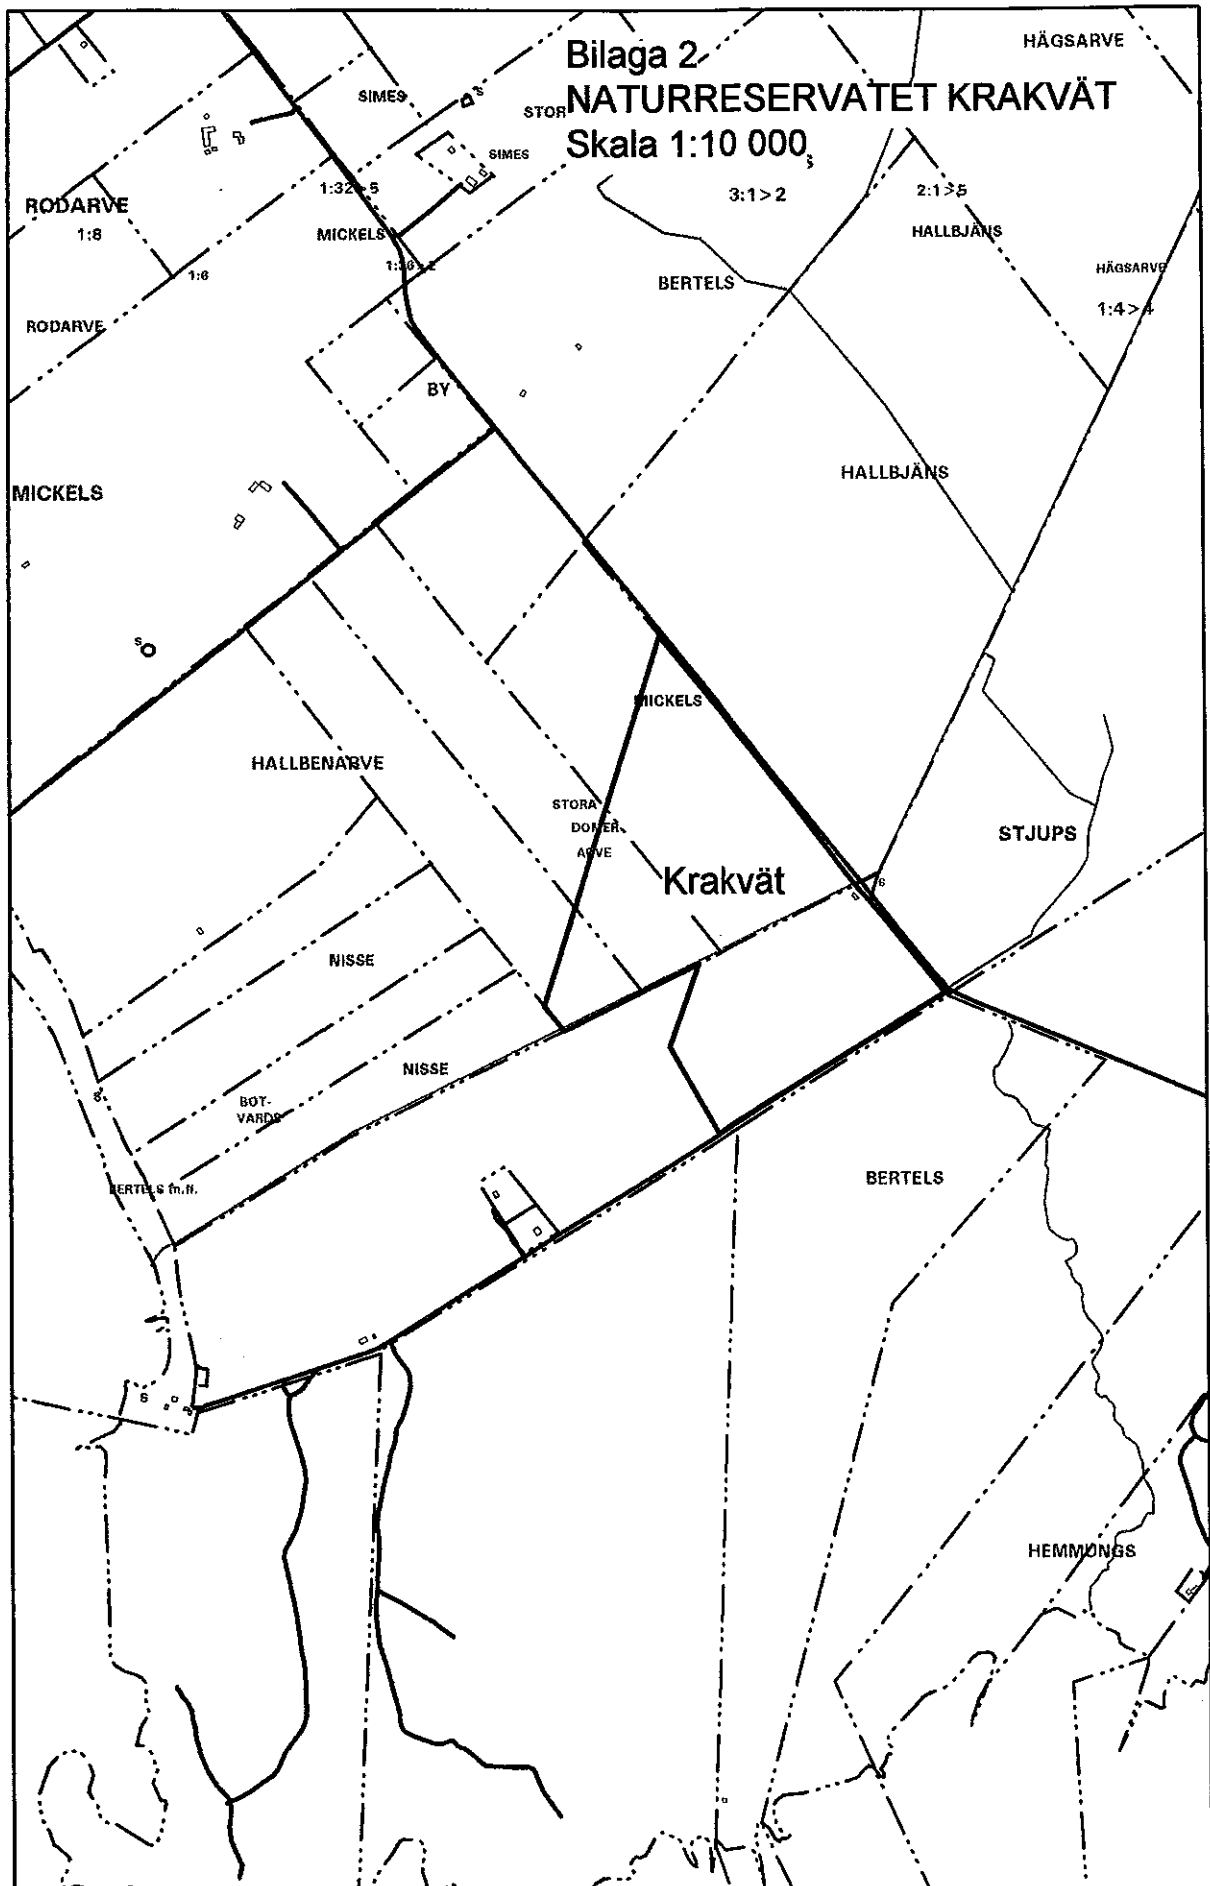 Bilaga 2
NATURRESERVATET KRAKVÄT
Skala 1:10 000
HÄGSARVE
SIMES
S
STOR
SIMES
1:32>5
3:1>2
2:1>5
RODARVE
1:8
MICKELS
HALLBJÄNS
1:6
BERTELS
HÄGSARVE
1:4>4
RODARVE
BY
HALLBJÄNS
MICKELS
S
MICKELS
HALLBENARVE
STORA
DOMER
ARVE
STJUPS
Krakvät
S
NISSE
NISSE
S
BOT-
VARDS
BERTELS m.fl.
BERTELS
S
HEMMUNGS